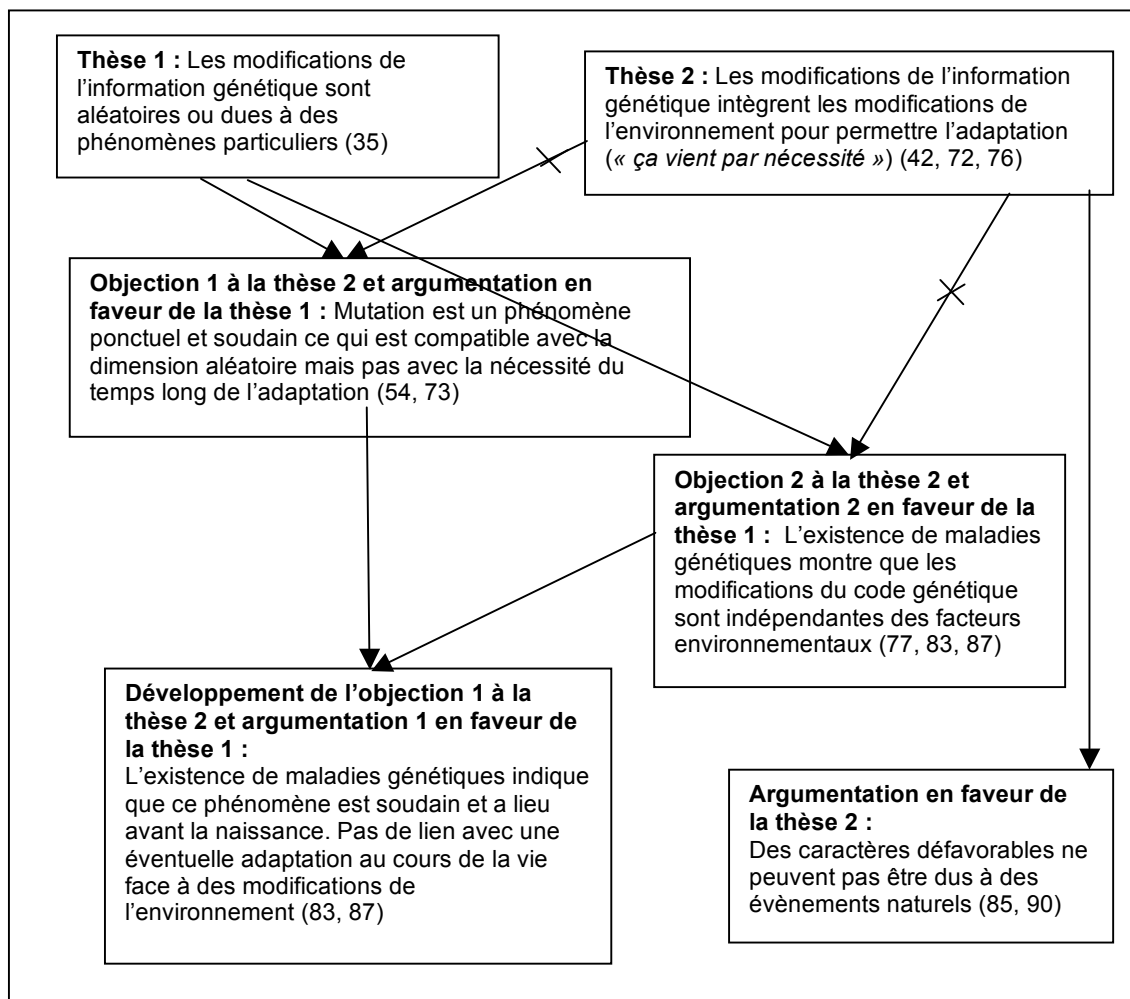 Thèse 1 : Les modifications de
l’information génétique sont
aléatoires ou dues à des
phénomènes particuliers (35)
Thèse 2 : Les modifications de l’information
génétique intègrent les modifications de
l’environnement pour permettre l’adaptation
(« ça vient par nécessité ») (42, 72, 76)
Objection 1 à la thèse 2 et argumentation en
faveur de la thèse 1 : Mutation est un phénomène
ponctuel et soudain ce qui est compatible avec la
dimension aléatoire mais pas avec la nécessité du
temps long de l’adaptation (54, 73)
Objection 2 à la thèse 2 et
argumentation 2 en faveur de la
thèse 1 : L’existence de maladies
génétiques montre que les
modifications du code génétique
sont indépendantes des facteurs
environnementaux (77, 83, 87)
Développement de l’objection 1 à la
thèse 2 et argumentation 1 en faveur de
la thèse 1 :
L’existence de maladies génétiques indique
que ce phénomène est soudain et a lieu
avant la naissance. Pas de lien avec une
éventuelle adaptation au cours de la vie
face à des modifications de
l’environnement (83, 87)
Argumentation en faveur de
la thèse 2 :
Des caractères défavorables ne
peuvent pas être dus à des
évènements naturels (85, 90)